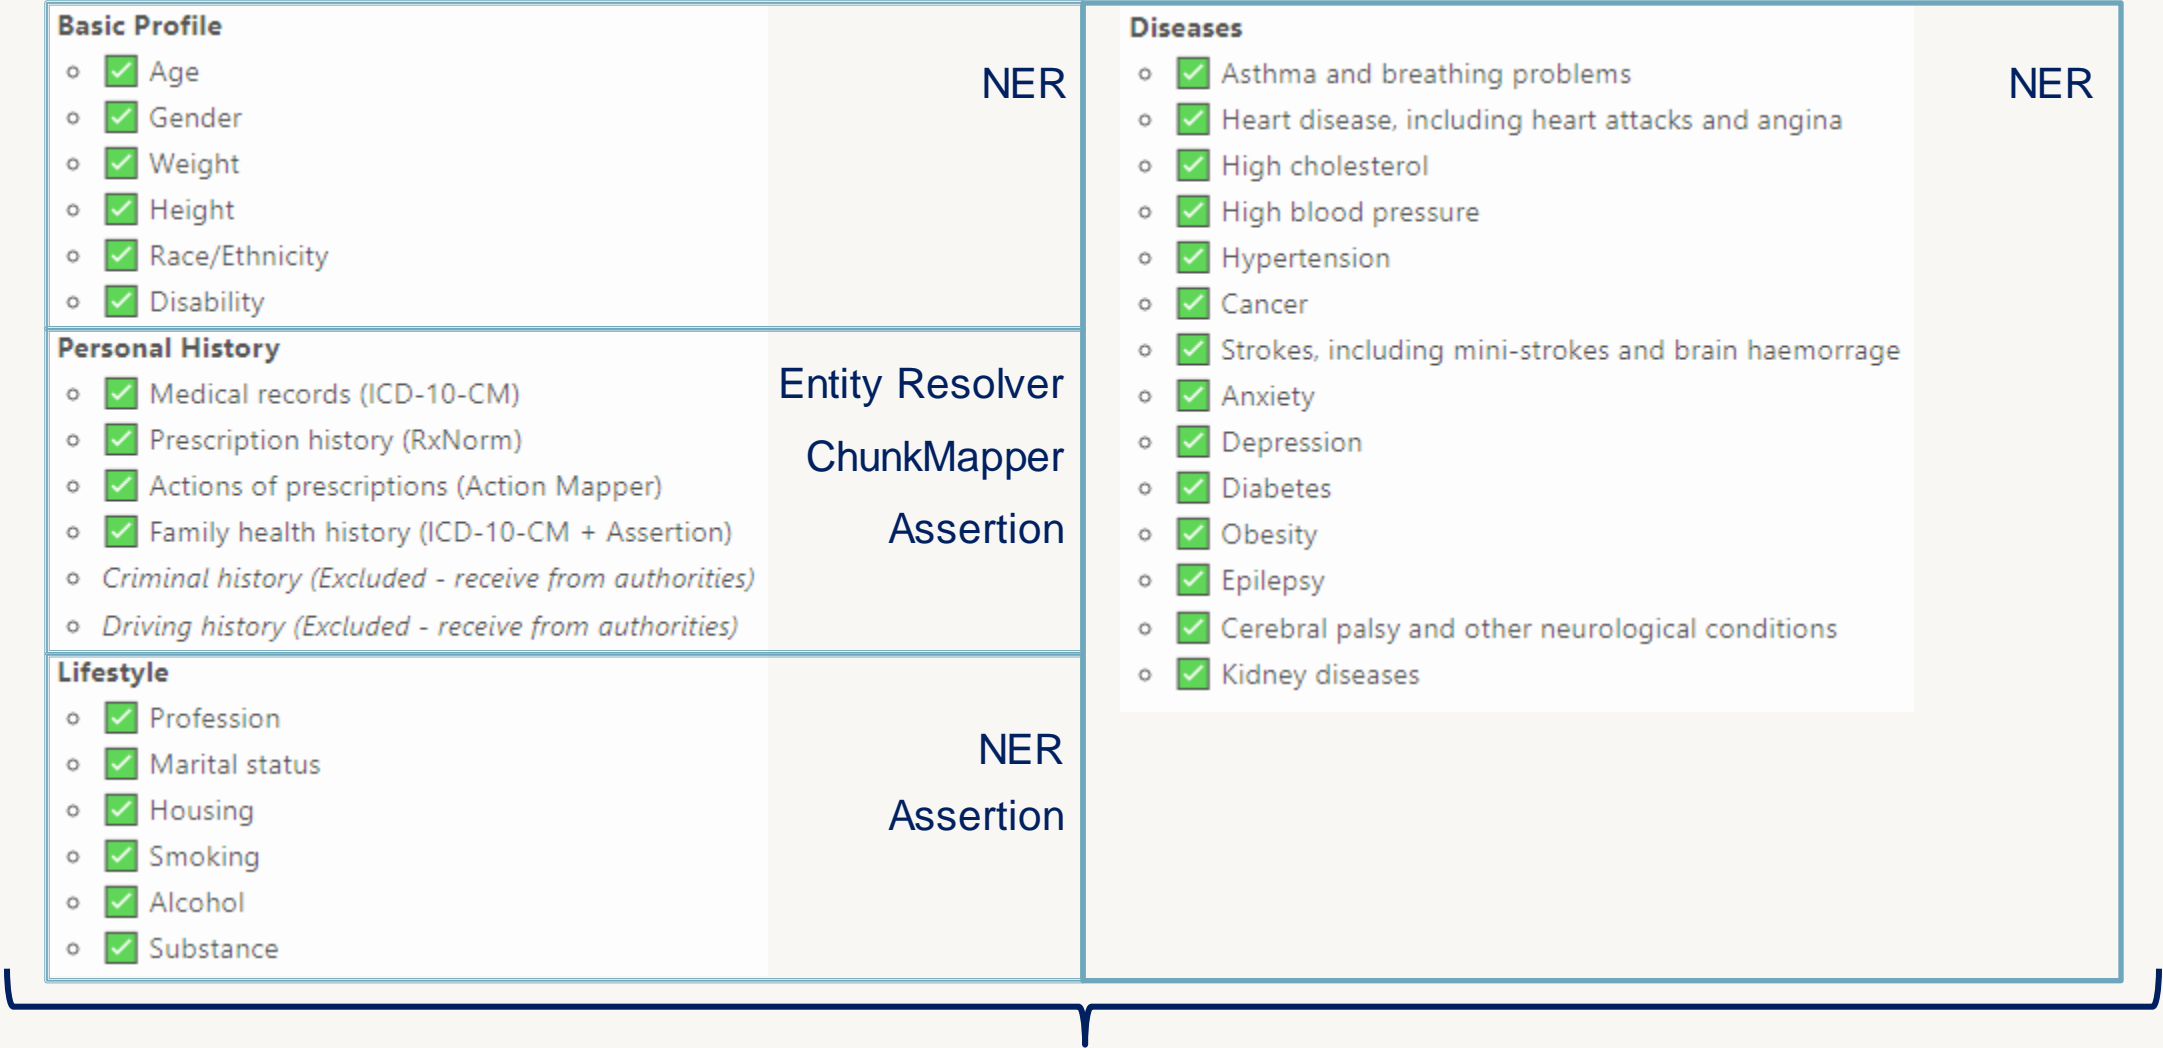 Basic Profile
Age
Gender
Weight
Height
Race/Ethnicity
Disability
NER
Personal History
Medical records (ICD-10-CM)
Prescription history (RxNorm)
Actions of prescriptions (Action Mapper)
Family health history (ICD-10-CM + Assertion)
Criminal history (Excluded - receive from authorities)
Driving history (Excluded - receive from authorities)
Entity Resolver
ChunkMapper
Assertion
Lifestyle
Profession
Marital status
Housing
Smoking
Alcohol
Substance
NER
Assertion
Diseases
Asthma and breathing problems
Heart disease, including heart attacks and angina
High cholesterol
High blood pressure
Hypertension
Cancer
Strokes, including mini-strokes and brain haemorrage
Anxiety
Depression
Diabetes
Obesity
Epilepsy
Cerebral palsy and other neurological conditions
Kidney diseases
NER